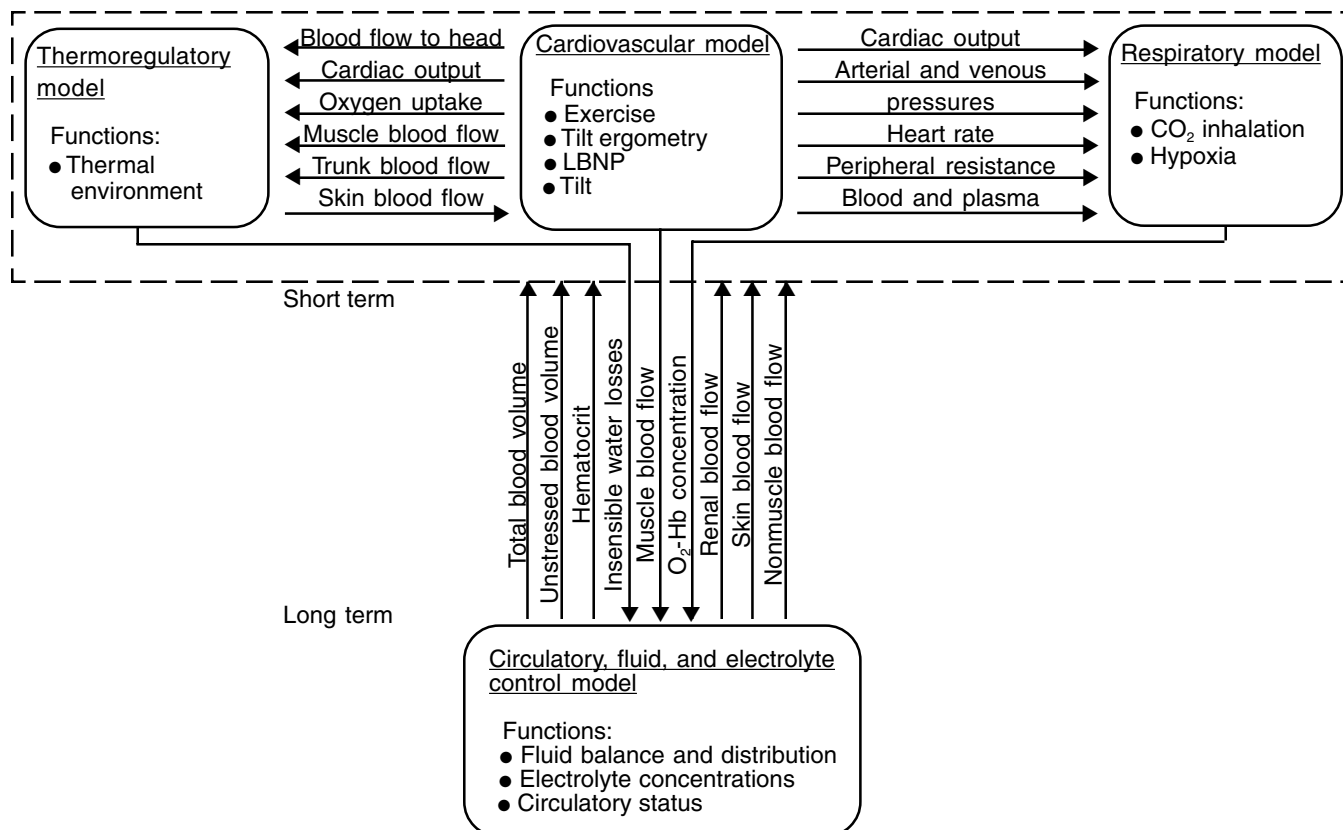 Thermoregulatory
model
Functions:
● Thermal
environment
Blood flow to head
Cardiac output
Oxygen uptake
Muscle blood flow
Trunk blood flow
Skin blood flow
Cardiovascular model
Functions
● Exercise
● Tilt ergometry
● LBNP
● Tilt
Cardiac output
Arterial and venous
pressures
Heart rate
Peripheral resistance
Blood and plasma
Respiratory model
Functions:
● CO₂ inhalation
● Hypoxia
Short term
Total blood volume
Unstressed blood volume
Hematocrit
Insensible water losses
Muscle blood flow
O₂-Hb concentration
Renal blood flow
Skin blood flow
Nonmuscle blood flow
Long term
Circulatory, fluid, and electrolyte
control model
Functions:
● Fluid balance and distribution
● Electrolyte concentrations
● Circulatory status